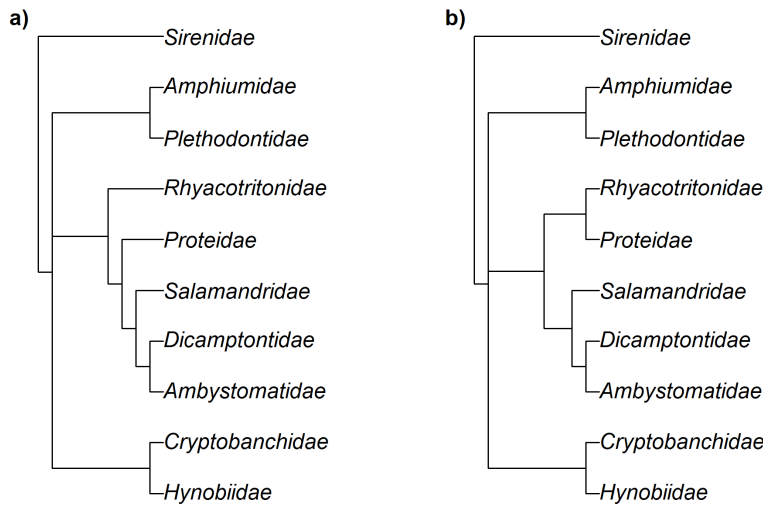 a)
Sirenidae
Amphiumidae
Plethodontidae
Rhyacotritonidae
Proteidae
Salamandridae
Dicamptontidae
Ambystomatidae
Cryptobanchidae
Hynobiidae
b)
Sirenidae
Amphiumidae
Plethodontidae
Rhyacotritonidae
Proteidae
Salamandridae
Dicamptontidae
Ambystomatidae
Cryptobanchidae
Hynobiidae